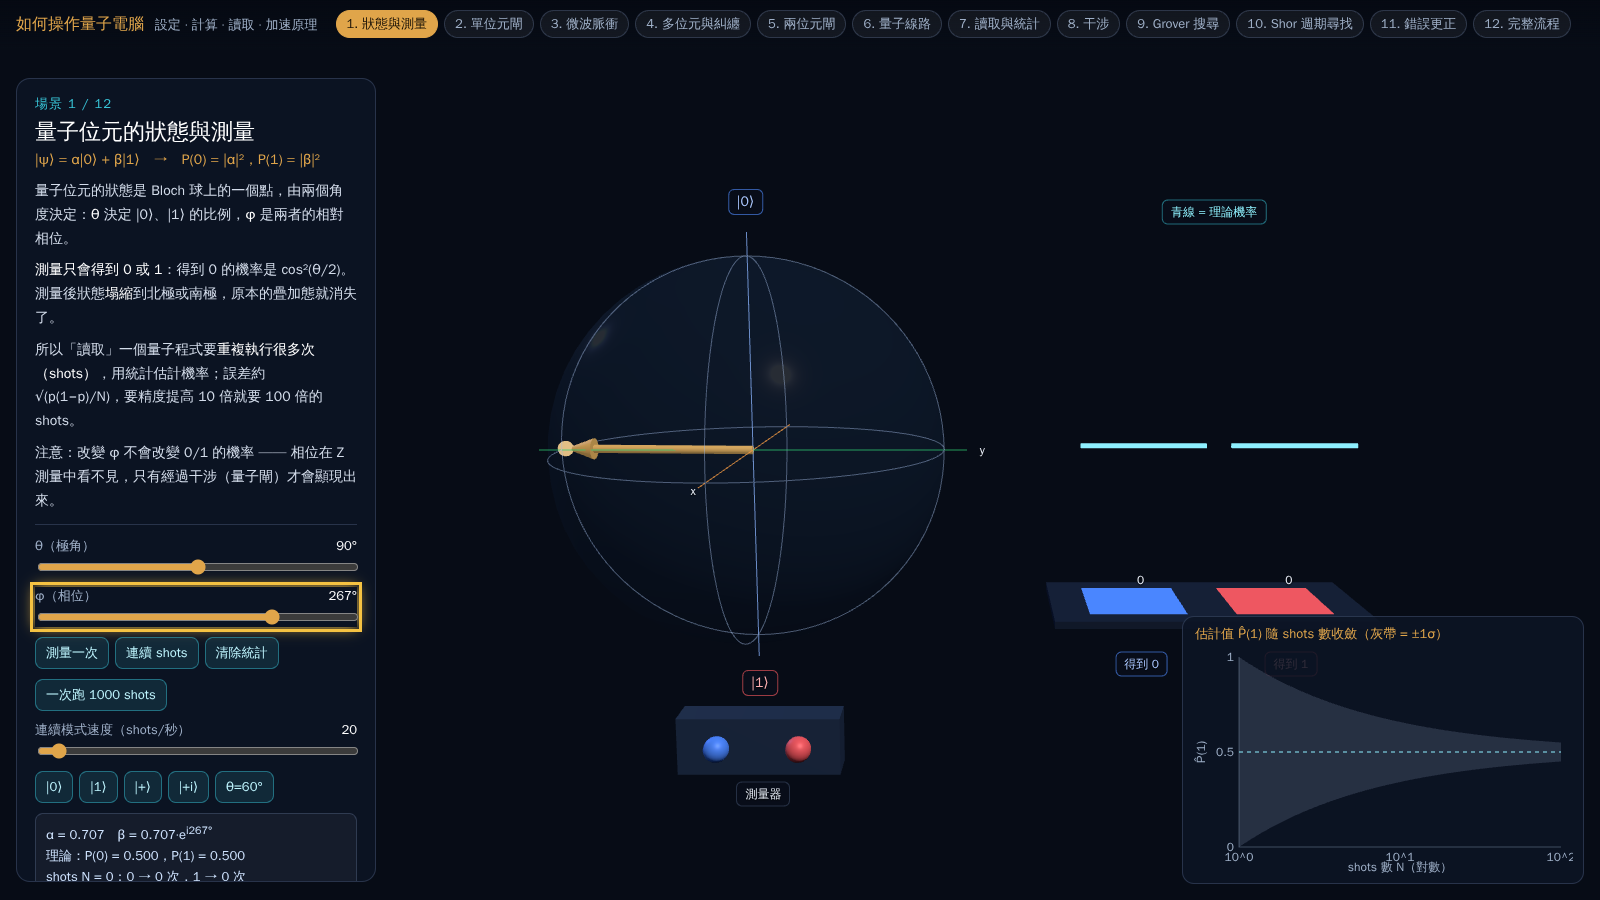 如何操作量子電腦 設定 · 計算 · 讀取 · 加速原理 1. 狀態與測量 2. 單位元閘 3. 微波脈衝 4. 多位元與糾纏 5. 兩位元閘 6. 量子線路 7. 讀取與統計 8. 干涉 9. Grover 搜尋 10. Shor 週期尋找 11. 錯誤更正 12. 完整流程
場景 1 / 12
量子位元的狀態與測量
|ψ⟩ = α|0⟩ + β|1⟩ → P(0) = |α|²，P(1) = |β|²
量子位元的狀態是 Bloch 球上的一個點，由兩個角
度決定：θ 決定 |0⟩、|1⟩ 的比例，φ 是兩者的相對
相位。
測量只會得到 0 或 1：得到 0 的機率是 cos²(θ/2)。
測量後狀態塌縮到北極或南極，原本的疊加態就消失
了。
所以「讀取」一個量子程式要重複執行很多次
（shots），用統計估計機率；誤差約
√(p(1−p)/N)，要精度提高 10 倍就要 100 倍的
shots。
注意：改變 φ 不會改變 0/1 的機率 —— 相位在 Z
測量中看不見，只有經過干涉（量子閘）才會顯現出
來。
θ（極角） 90°
φ（相位） 267°
測量一次 連續 shots 清除統計
一次跑 1000 shots
連續模式速度（shots/秒） 20
|0⟩ |1⟩ |+⟩ |+i⟩ θ=60°
α = 0.707 β = 0.707·e^i267°
理論：P(0) = 0.500，P(1) = 0.500
shots N = 0：0 → 0 次，1 → 0 次
|0⟩
y
x
|1⟩
測量器
青線 = 理論機率
0 0
得到 0 得到 1
估計值 P̂(1) 隨 shots 數收斂（灰帶 = ±1σ）
1
0.5
0
P̂(1)
10^0 10^1 10^2
shots 數 N（對數）